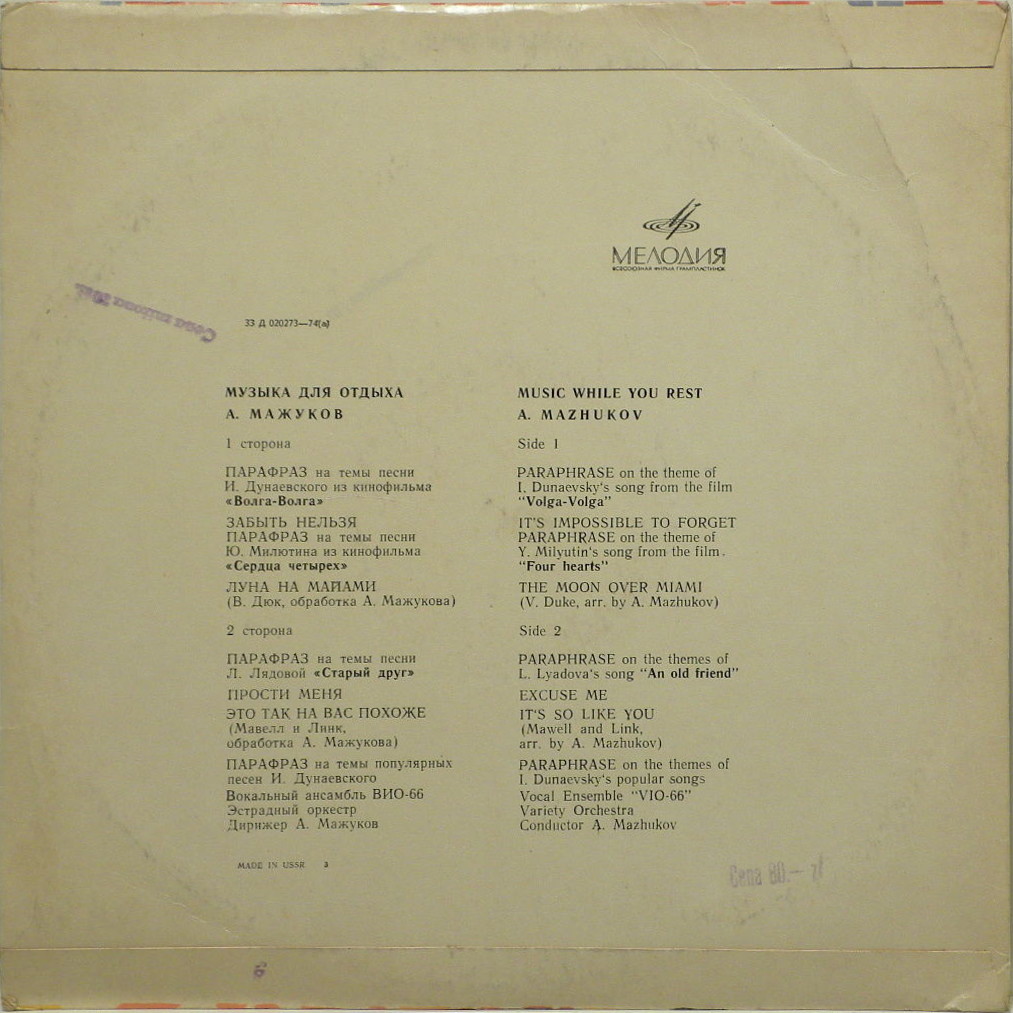 МЕЛОДИЯ
ВСЕСОЮЗНАЯ ФИРМА ГРАМПЛАСТИНОК
33 Д 020273—74(а)
МУЗЫКА ДЛЯ ОТДЫХА
А. МАЖУКОВ
1 сторона
ПАРАФРАЗ на темы песни
И. Дунаевского из кинофильма
«Волга-Волга»
ЗАБЫТЬ НЕЛЬЗЯ
ПАРАФРАЗ на темы песни
Ю. Милютина из кинофильма
«Сердца четырех»
ЛУНА НА МАЙАМИ
(В. Дюк, обработка А. Мажукова)
2 сторона
ПАРАФРАЗ на темы песни
Л. Лядовой «Старый друг»
ПРОСТИ МЕНЯ
ЭТО ТАК НА ВАС ПОХОЖЕ
(Мавелл и Линк,
обработка А. Мажукова)
ПАРАФРАЗ на темы популярных
песен И. Дунаевского
Вокальный ансамбль ВИО-66
Эстрадный оркестр
Дирижер А. Мажуков
MUSIC WHILE YOU REST
A. MAZHUKOV
Side 1
PARAPHRASE on the theme of
I. Dunaevsky's song from the film
"Volga-Volga"
IT'S IMPOSSIBLE TO FORGET
PARAPHRASE on the theme of
Y. Milyutin's song from the film.
"Four hearts"
THE MOON OVER MIAMI
(V. Duke, arr. by A. Mazhukov)
Side 2
PARAPHRASE on the themes of
L. Lyadova's song "An old friend"
EXCUSE ME
IT'S SO LIKE YOU
(Mawell and Link,
arr. by A. Mazhukov)
PARAPHRASE on the themes of
I. Dunaevsky's popular songs
Vocal Ensemble "VIO-66"
Variety Orchestra
Conductor A. Mazhukov
MADE IN USSR 3
Cena 80.— zł